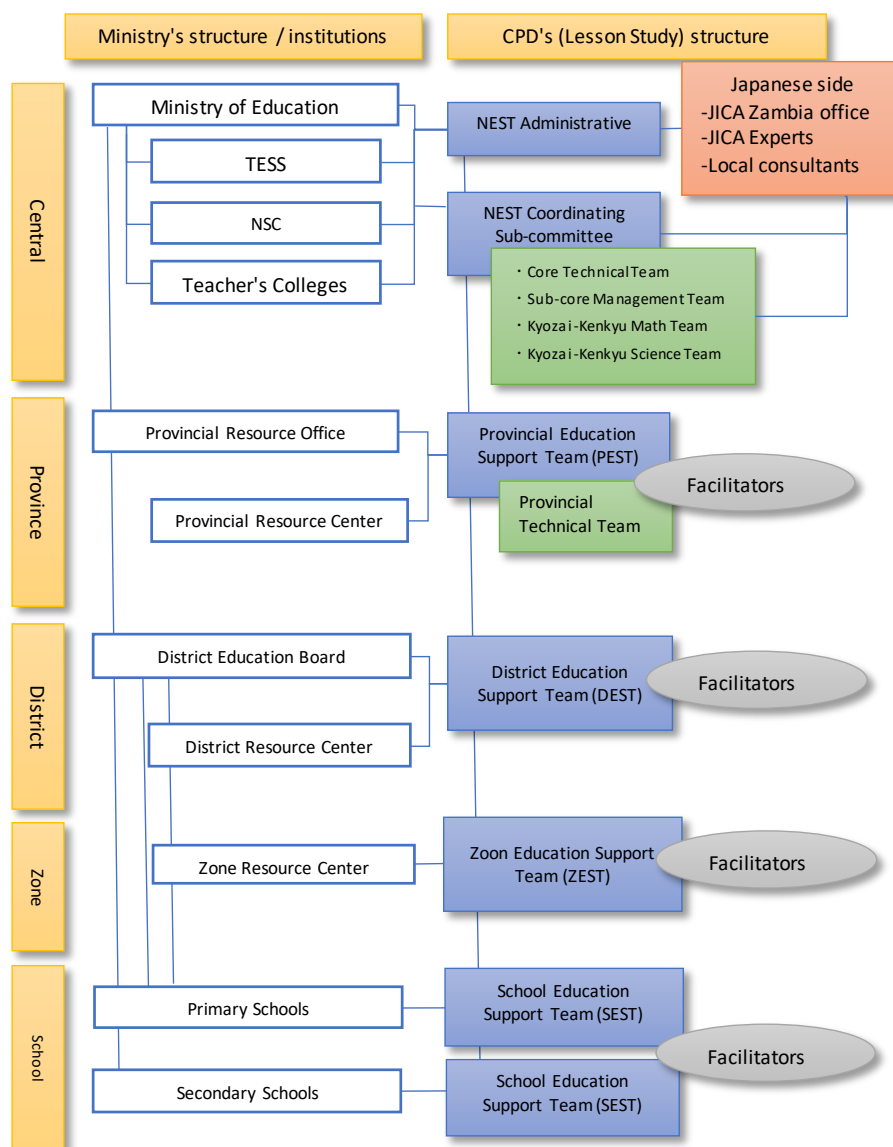 Ministry's structure / institutions
CPD's (Lesson Study) structure
Central
Ministry of Education
TESS
NSC
Teacher's Colleges
NEST Administrative
NEST Coordinating
Sub-committee
・Core Technical Team
・Sub-core Management Team
・Kyozai-Kenkyu Math Team
・Kyozai-Kenkyu Science Team
Japanese side
-JICA Zambia office
-JICA Experts
-Local consultants
Province
Provincial Resource Office
Provincial Resource Center
Provincial Education
Support Team (PEST)
Provincial
Technical Team
Facilitators
District
District Education Board
District Resource Center
District Education
Support Team (DEST)
Facilitators
Zone
Zone Resource Center
Zoon Education Support
Team (ZEST)
Facilitators
School
Primary Schools
School Education
Support Team (SEST)
Facilitators
Secondary Schools
School Education
Support Team (SEST)